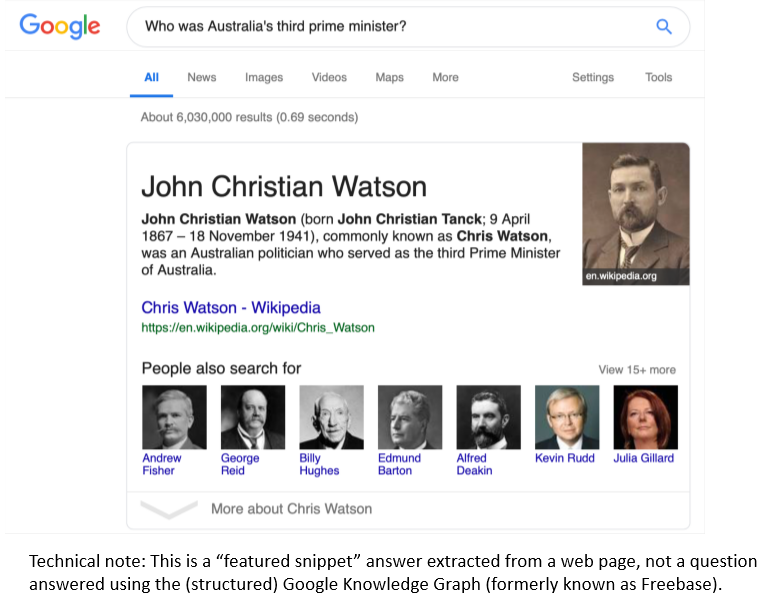 Google
Who was Australia's third prime minister?
All News Images Videos Maps More Settings Tools
About 6,030,000 results (0.69 seconds)
John Christian Watson
John Christian Watson (born John Christian Tanck; 9 April
1867 – 18 November 1941), commonly known as Chris Watson,
was an Australian politician who served as the third Prime Minister
of Australia.
en.wikipedia.org
Chris Watson - Wikipedia
https://en.wikipedia.org/wiki/Chris_Watson
People also search for
View 15+ more
Andrew Fisher
George Reid
Billy Hughes
Edmund Barton
Alfred Deakin
Kevin Rudd
Julia Gillard
More about Chris Watson
Technical note: This is a “featured snippet” answer extracted from a web page, not a question
answered using the (structured) Google Knowledge Graph (formerly known as Freebase).